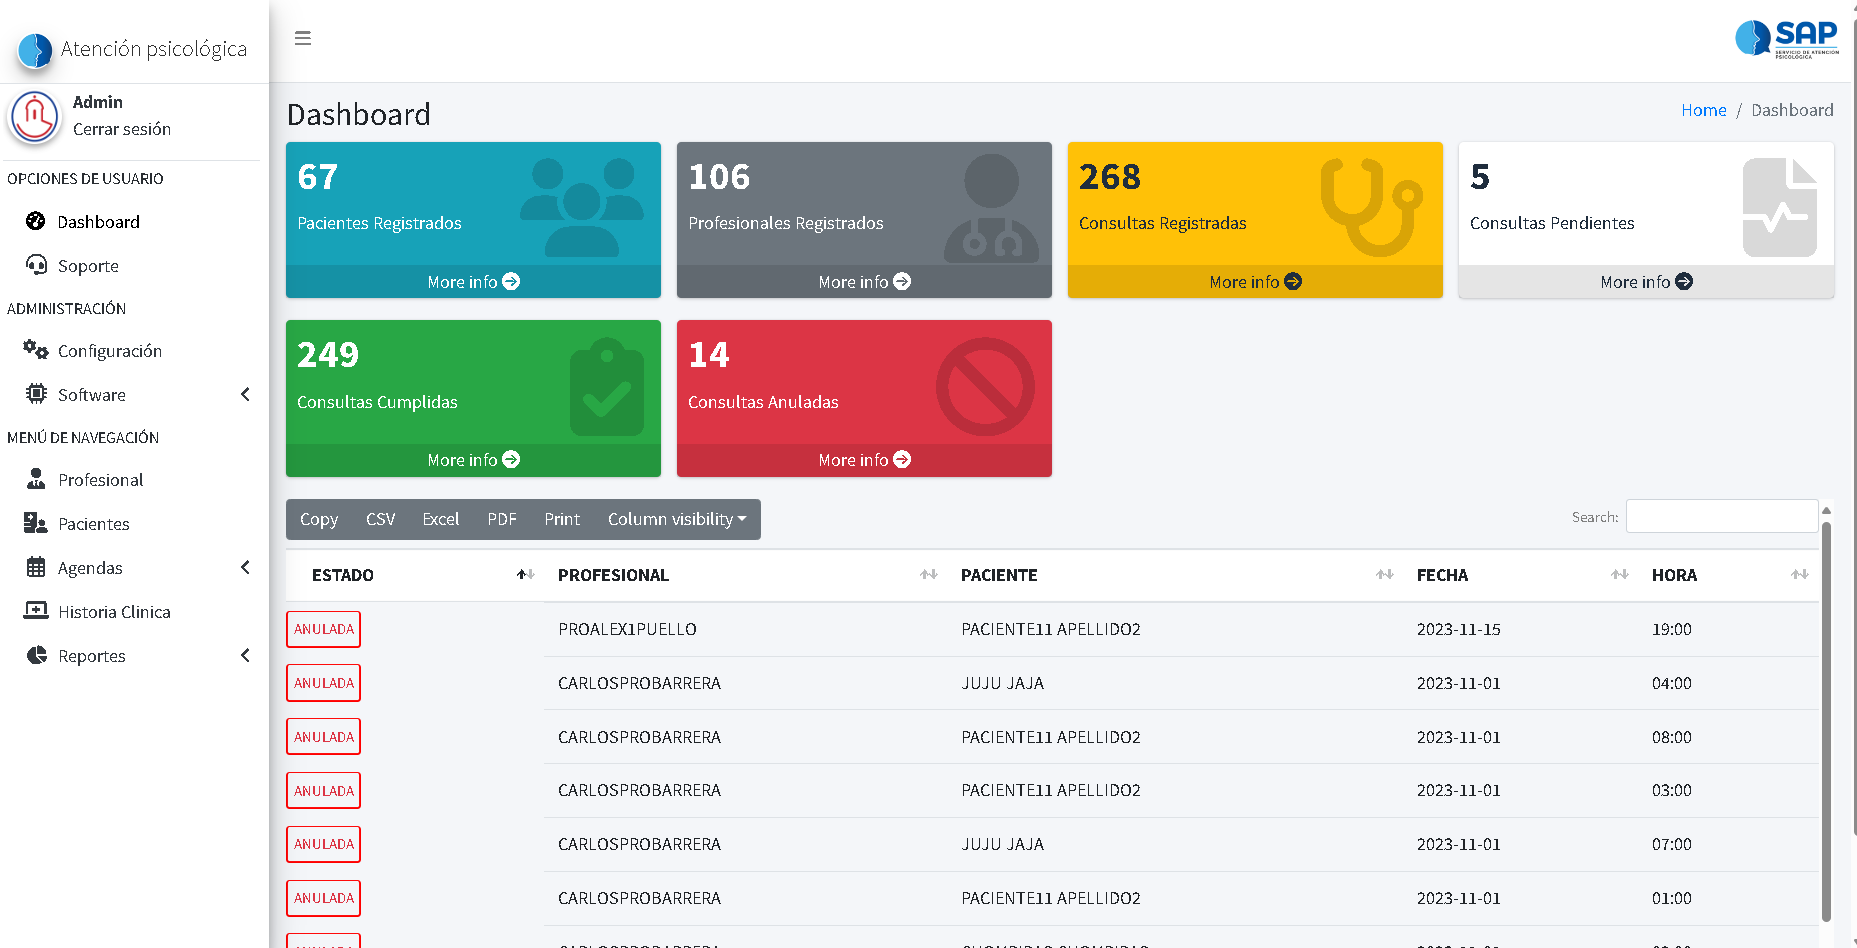 Atención psicológica
SAP
SERVICIO DE ATENCIÓN
PSICOLÓGICA
Admin
Cerrar sesión
OPCIONES DE USUARIO
Dashboard
Soporte
ADMINISTRACIÓN
Configuración
Software
MENÚ DE NAVEGACIÓN
Profesional
Pacientes
Agendas
Historia Clinica
Reportes
Dashboard
Home / Dashboard
67
Pacientes Registrados
More info
106
Profesionales Registrados
More info
268
Consultas Registradas
More info
5
Consultas Pendientes
More info
249
Consultas Cumplidas
More info
14
Consultas Anuladas
More info
Copy CSV Excel PDF Print Column visibility
Search:
ESTADO PROFESIONAL PACIENTE FECHA HORA
ANULADA PROALEX1PUELLO PACIENTE11 APELLIDO2 2023-11-15 19:00
ANULADA CARLOSPROBARRERA JUJU JAJA 2023-11-01 04:00
ANULADA CARLOSPROBARRERA PACIENTE11 APELLIDO2 2023-11-01 08:00
ANULADA CARLOSPROBARRERA PACIENTE11 APELLIDO2 2023-11-01 03:00
ANULADA CARLOSPROBARRERA JUJU JAJA 2023-11-01 07:00
ANULADA CARLOSPROBARRERA PACIENTE11 APELLIDO2 2023-11-01 01:00